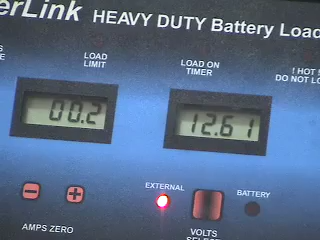 erLink HEAVY DUTY Battery Load
LOAD LIMIT
LOAD ON TIMER
! HOT
DO NOT LO
00.2
12.61
EXTERNAL
BATTERY
AMPS ZERO
VOLTS
SELECT